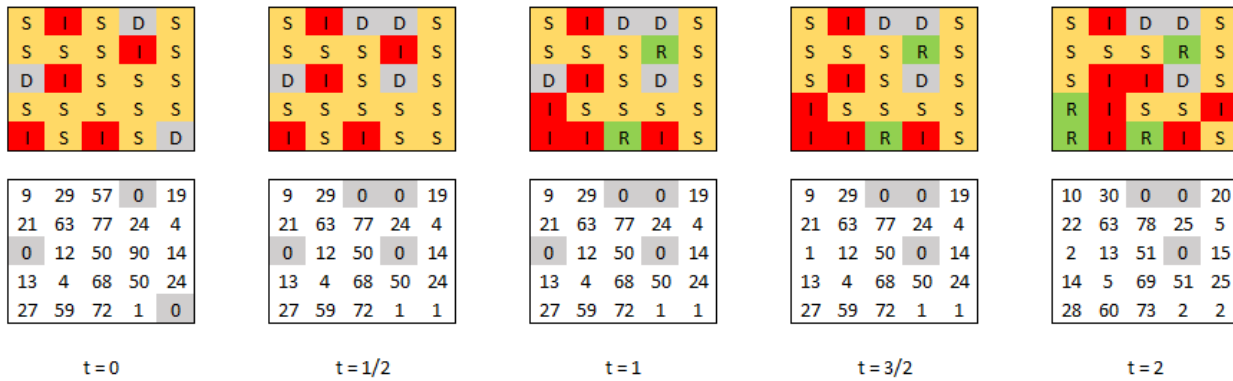 S I S D S
S S S I S
D I S S S
S S S S S
I S I S D
9 29 57 0 19
21 63 77 24 4
0 12 50 90 14
13 4 68 50 24
27 59 72 1 0
t = 0
S I D D S
S S S I S
D I S D S
S S S S S
I S I S S
9 29 0 0 19
21 63 77 24 4
0 12 50 0 14
13 4 68 50 24
27 59 72 1 1
t = 1/2
S I D D S
S S S R S
D I S D S
I S S S S
I I R I S
9 29 0 0 19
21 63 77 24 4
0 12 50 0 14
13 4 68 50 24
27 59 72 1 1
t = 1
S I D D S
S S S R S
S I S D S
I S S S S
I I R I S
9 29 0 0 19
21 63 77 24 4
1 12 50 0 14
13 4 68 50 24
27 59 72 1 1
t = 3/2
S I D D S
S S S R S
S I I D S
R I S S I
R I R I S
10 30 0 0 20
22 63 78 25 5
2 13 51 0 15
14 5 69 51 25
28 60 73 2 2
t = 2